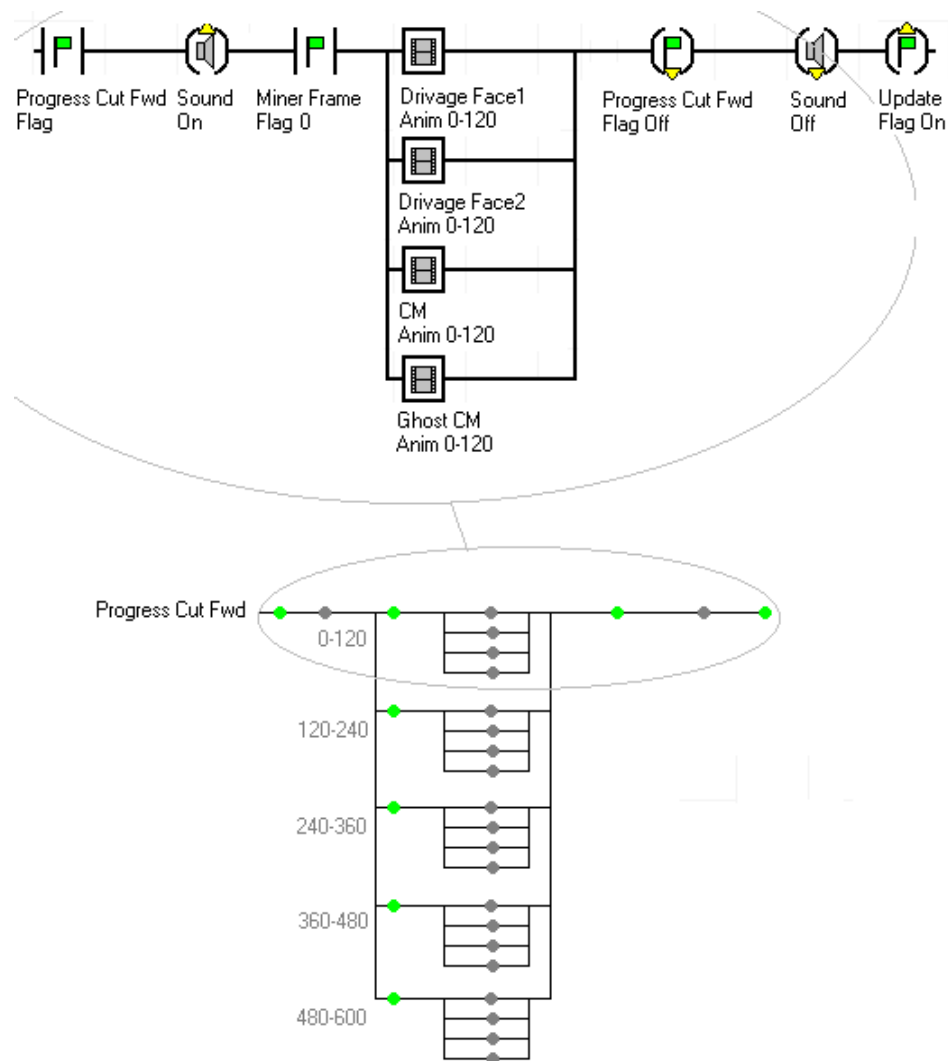 Progress Cut Fwd
Flag
Sound
On
Miner Frame
Flag 0
Drivage Face1
Anim 0-120
Progress Cut Fwd
Flag Off
Sound
Off
Update
Flag On
Drivage Face2
Anim 0-120
CM
Anim 0-120
Ghost CM
Anim 0-120
Progress Cut Fwd
0-120
120-240
240-360
360-480
480-600